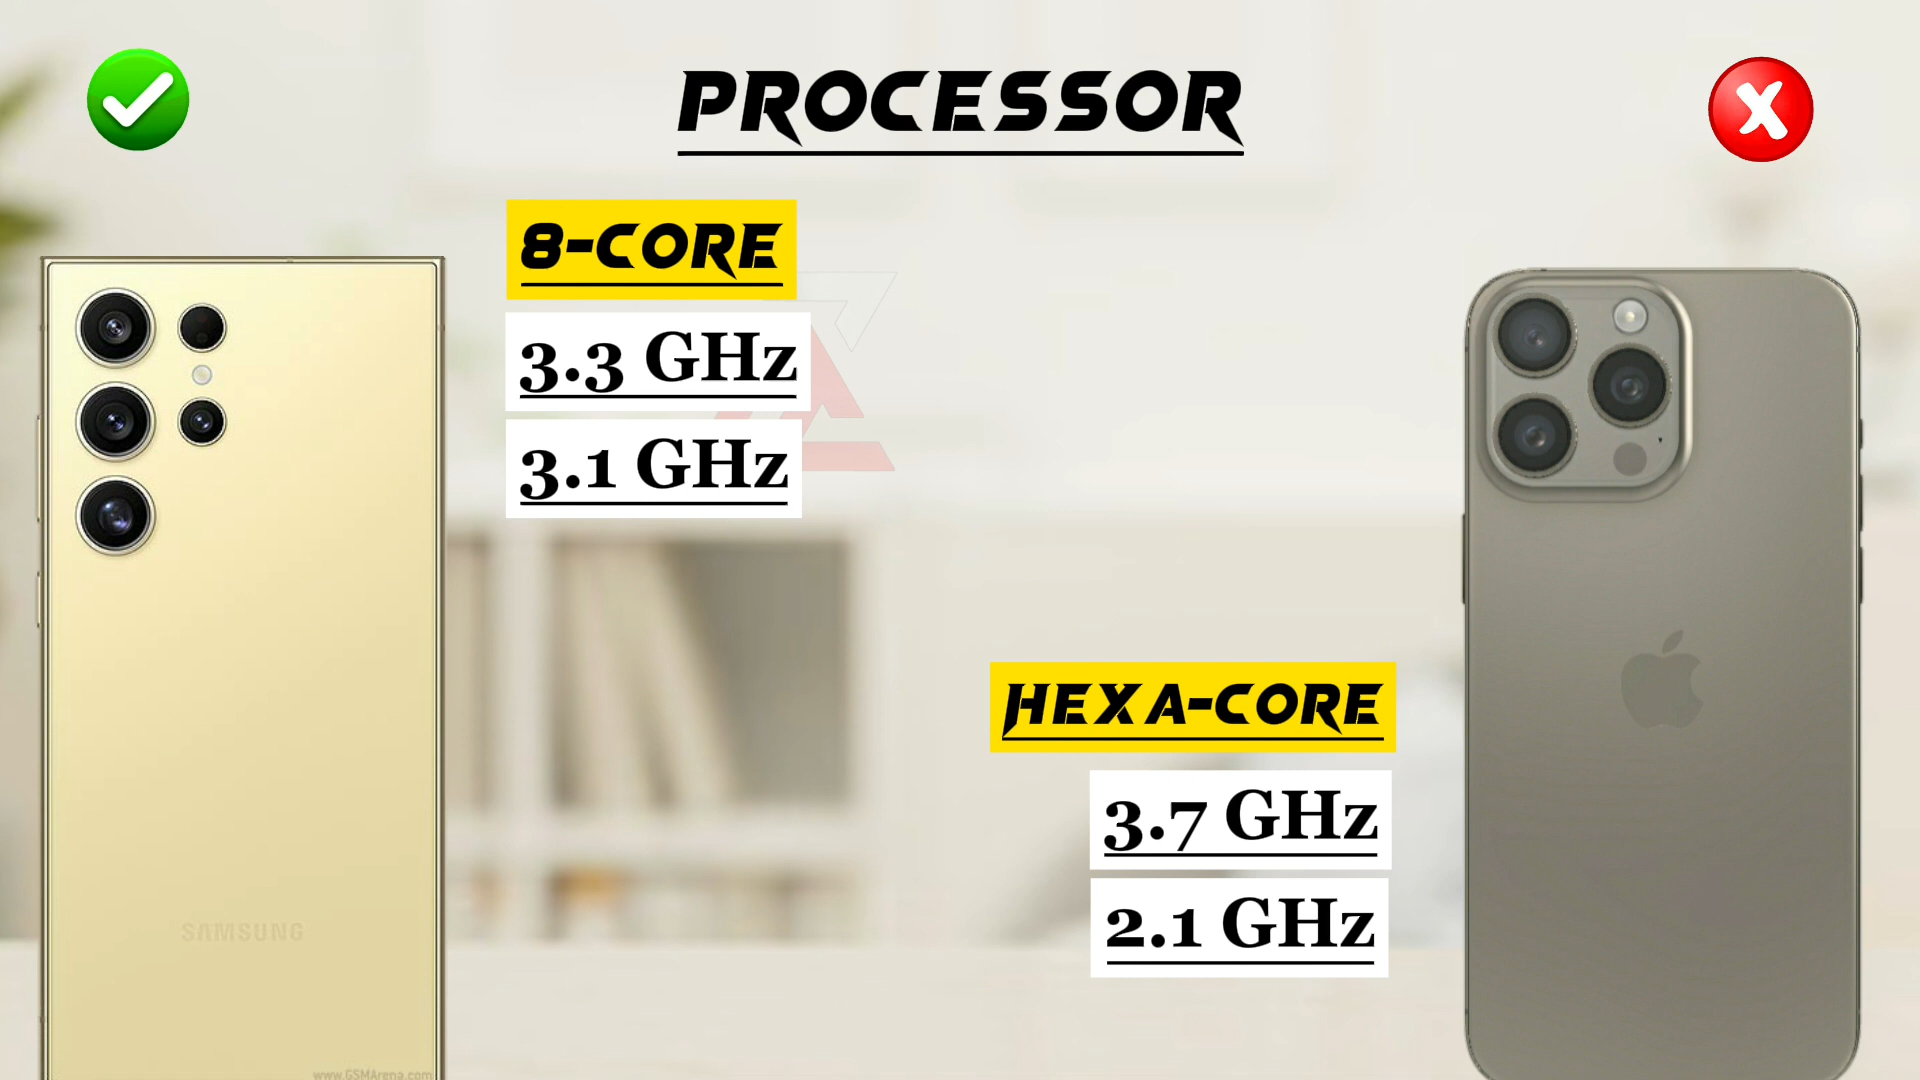 PROCESSOR
8-CORE
3.3 GHz
3.1 GHz
HEXA-CORE
3.7 GHz
2.1 GHz
SAMSUNG
www.GSMArena.com